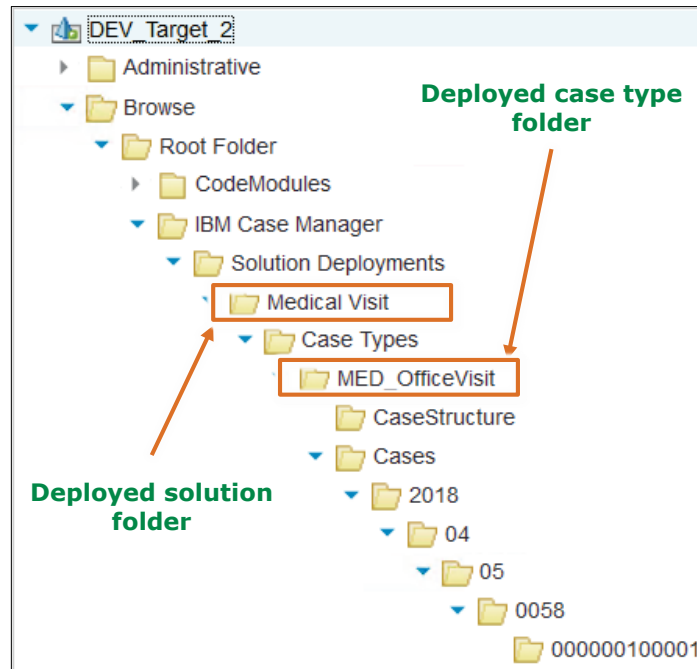 DEV_Target_2
Administrative
Deployed case type
folder
Browse
Root Folder
CodeModules
IBM Case Manager
Solution Deployments
Medical Visit
Case Types
MED_OfficeVisit
CaseStructure
Cases
Deployed solution
folder
2018
04
05
0058
000000100001